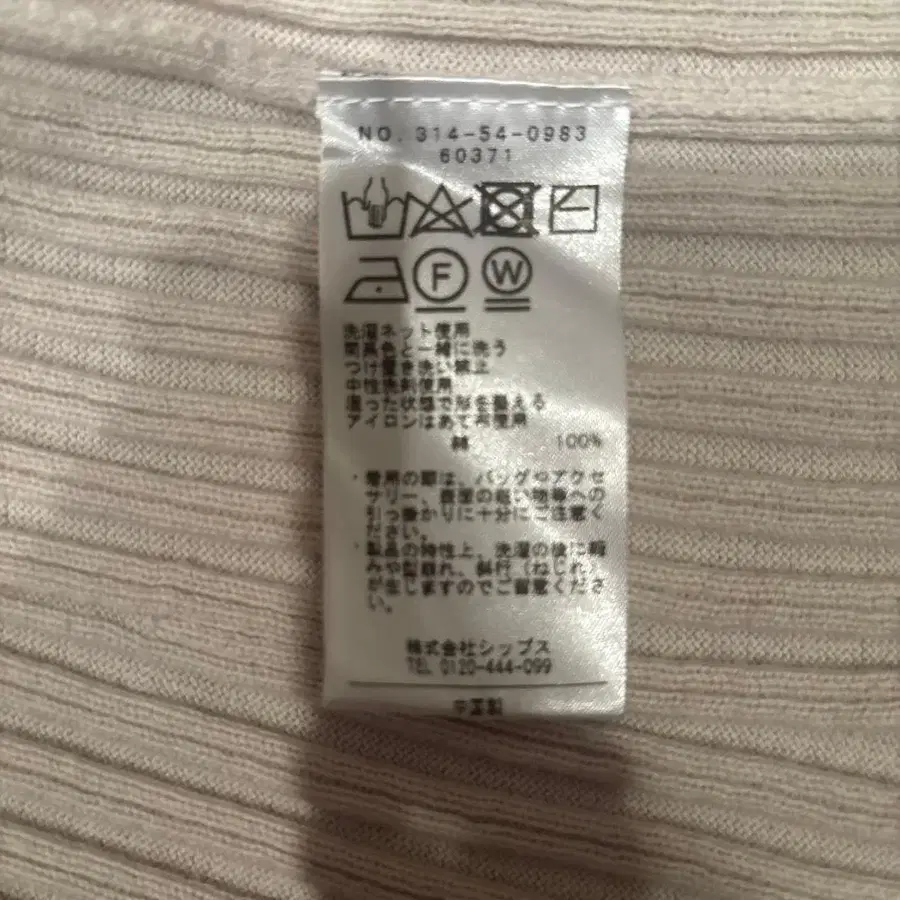 NO. 314-54-0983
60371
F W
洗濯ネット使用
同系色と一緒に洗う
つけ置き洗い禁止
中性洗剤使用
湿った状態で形を整える
アイロンはあて布使用
綿 100%
・着用の際は、バッグやアクセ
サリー、表面の粗い物等への
引っ掛かりに十分にご注意く
ださい。
・製品の特性上、洗濯の後に縮
みや型崩れ、斜行(ねじれ)
が生じますのでご留意くださ
い。
株式会社シップス
TEL 0120-444-099
中国製